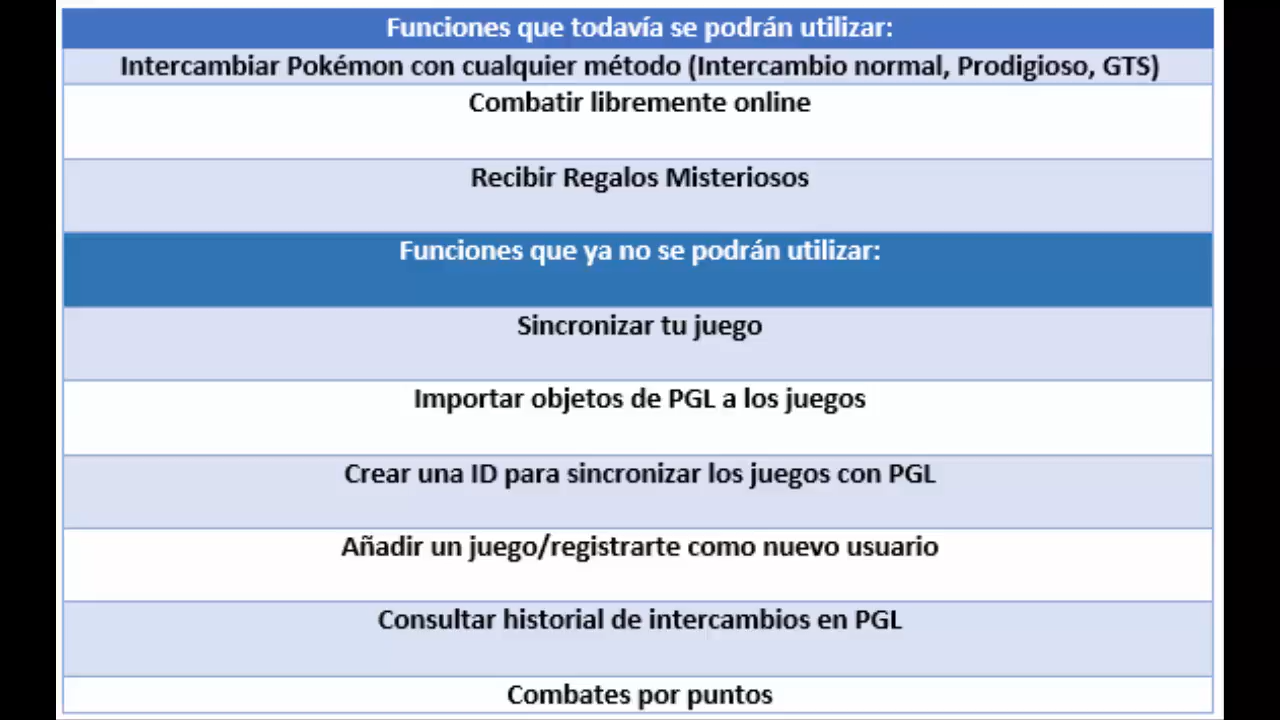 Funciones que todavía se podrán utilizar:
Intercambiar Pokémon con cualquier método (Intercambio normal, Prodigioso, GTS)
Combatir libremente online
Recibir Regalos Misteriosos
Funciones que ya no se podrán utilizar:
Sincronizar tu juego
Importar objetos de PGL a los juegos
Crear una ID para sincronizar los juegos con PGL
Añadir un juego/registrarte como nuevo usuario
Consultar historial de intercambios en PGL
Combates por puntos